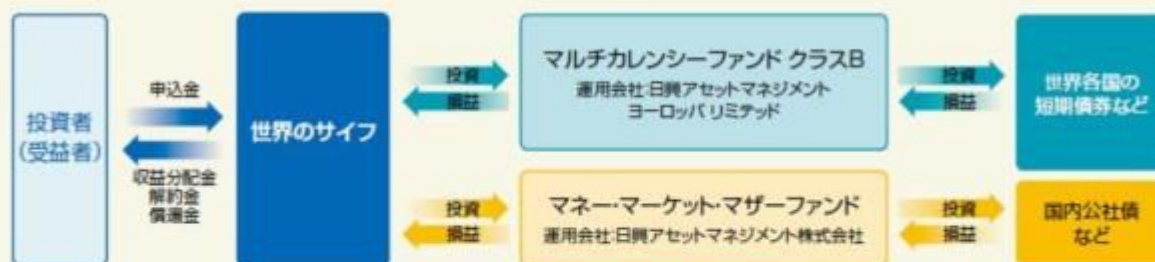 投資者
(受益者)
申込金
収益分配金
解約金
償還金
世界のサイフ
投資
損益
マルチカレンシーファンド クラスB
運用会社:日興アセットマネジメント
ヨーロッパ リミテッド
投資
損益
世界各国の
短期債券など
投資
損益
マネー・マーケット・マザーファンド
運用会社:日興アセットマネジメント株式会社
投資
損益
国内公社債
など